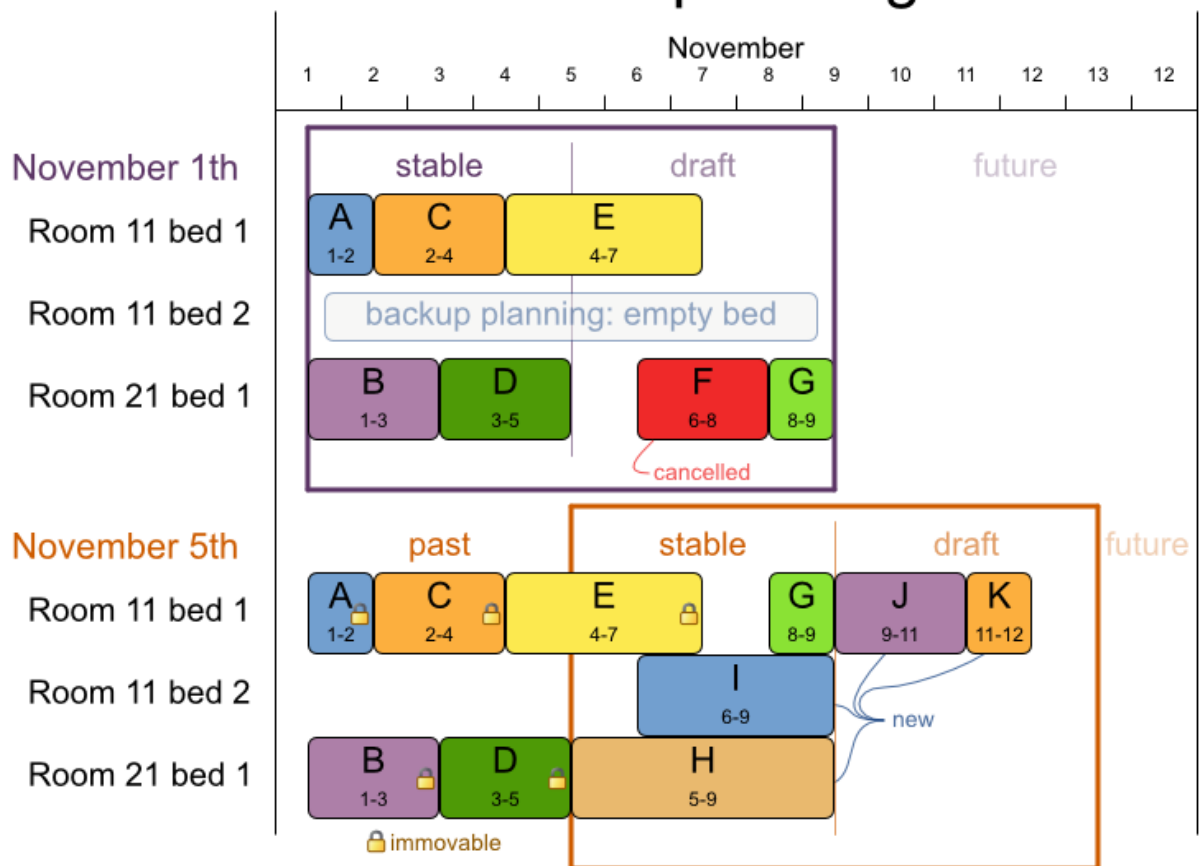 November
1 2 3 4 5 6 7 8 9 10 11 12 13 12
November 1th stable draft future
Room 11 bed 1 A C E
1-2 2-4 4-7
Room 11 bed 2 backup planning: empty bed
Room 21 bed 1 B D F G
1-3 3-5 6-8 8-9
cancelled
November 5th past stable draft future
Room 11 bed 1 A C E G J K
1-2 2-4 4-7 8-9 9-11 11-12
Room 11 bed 2 I
6-9 new
Room 21 bed 1 B D H
1-3 3-5 5-9
immovable